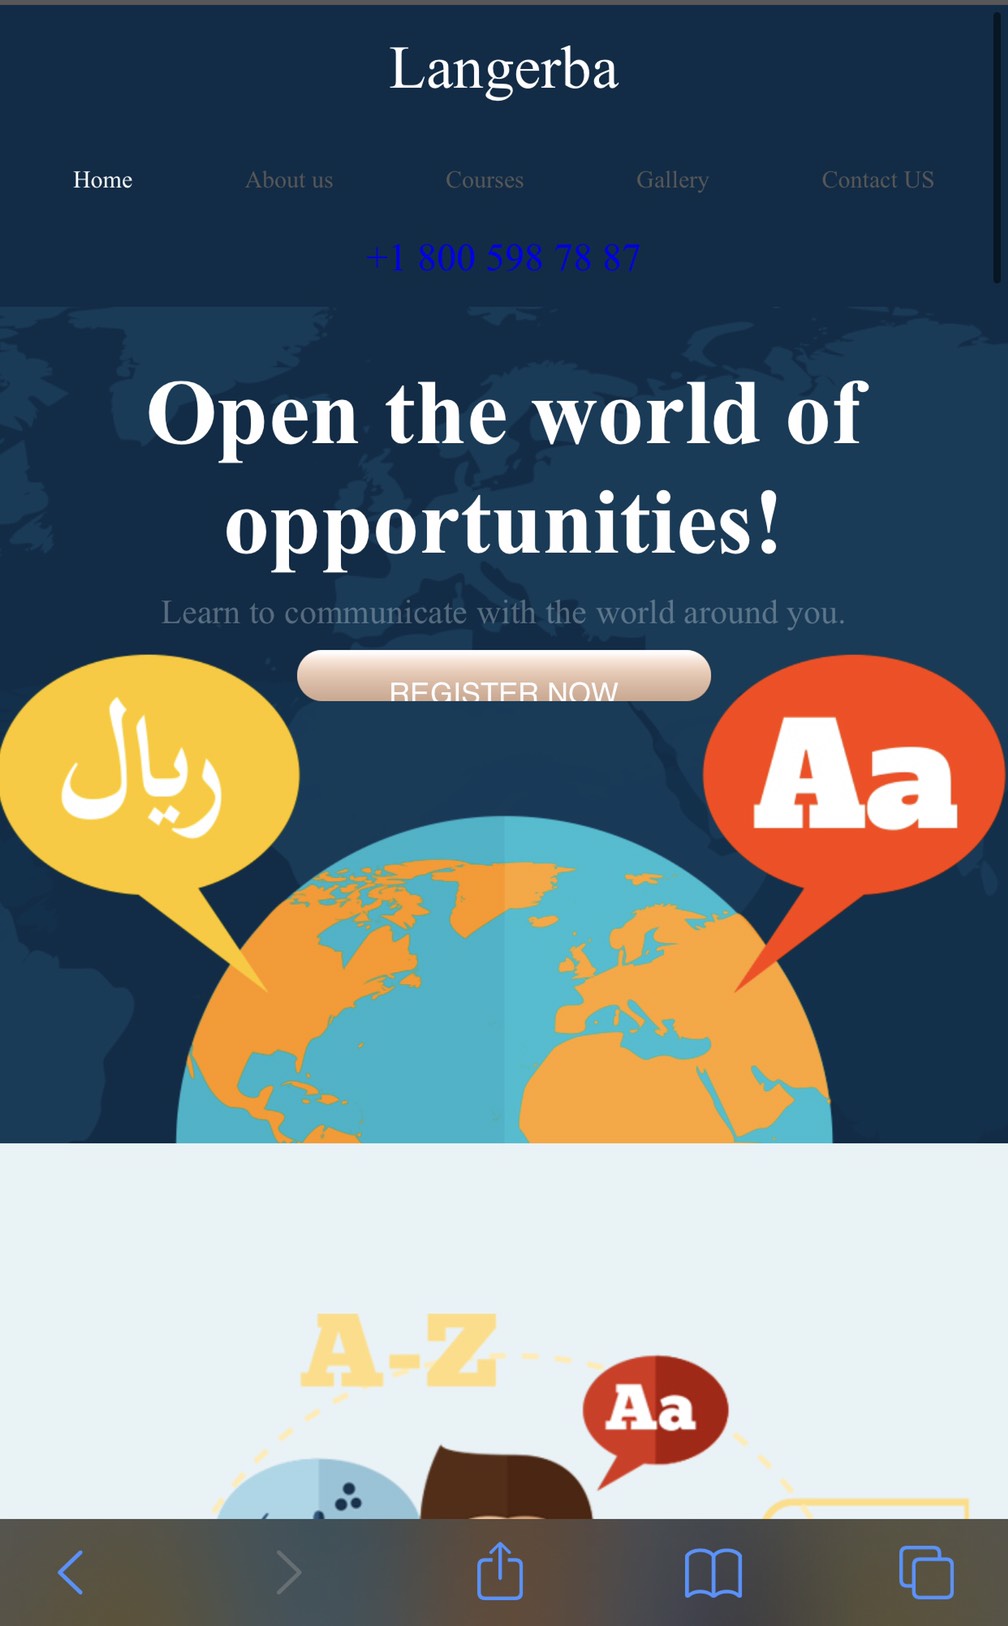 Langerba
Home About us Courses Gallery Contact US
+1 800 598 78 87
Open the world of
opportunities!
Learn to communicate with the world around you.
REGISTER NOW
ريال
Aa
A-Z
Aa